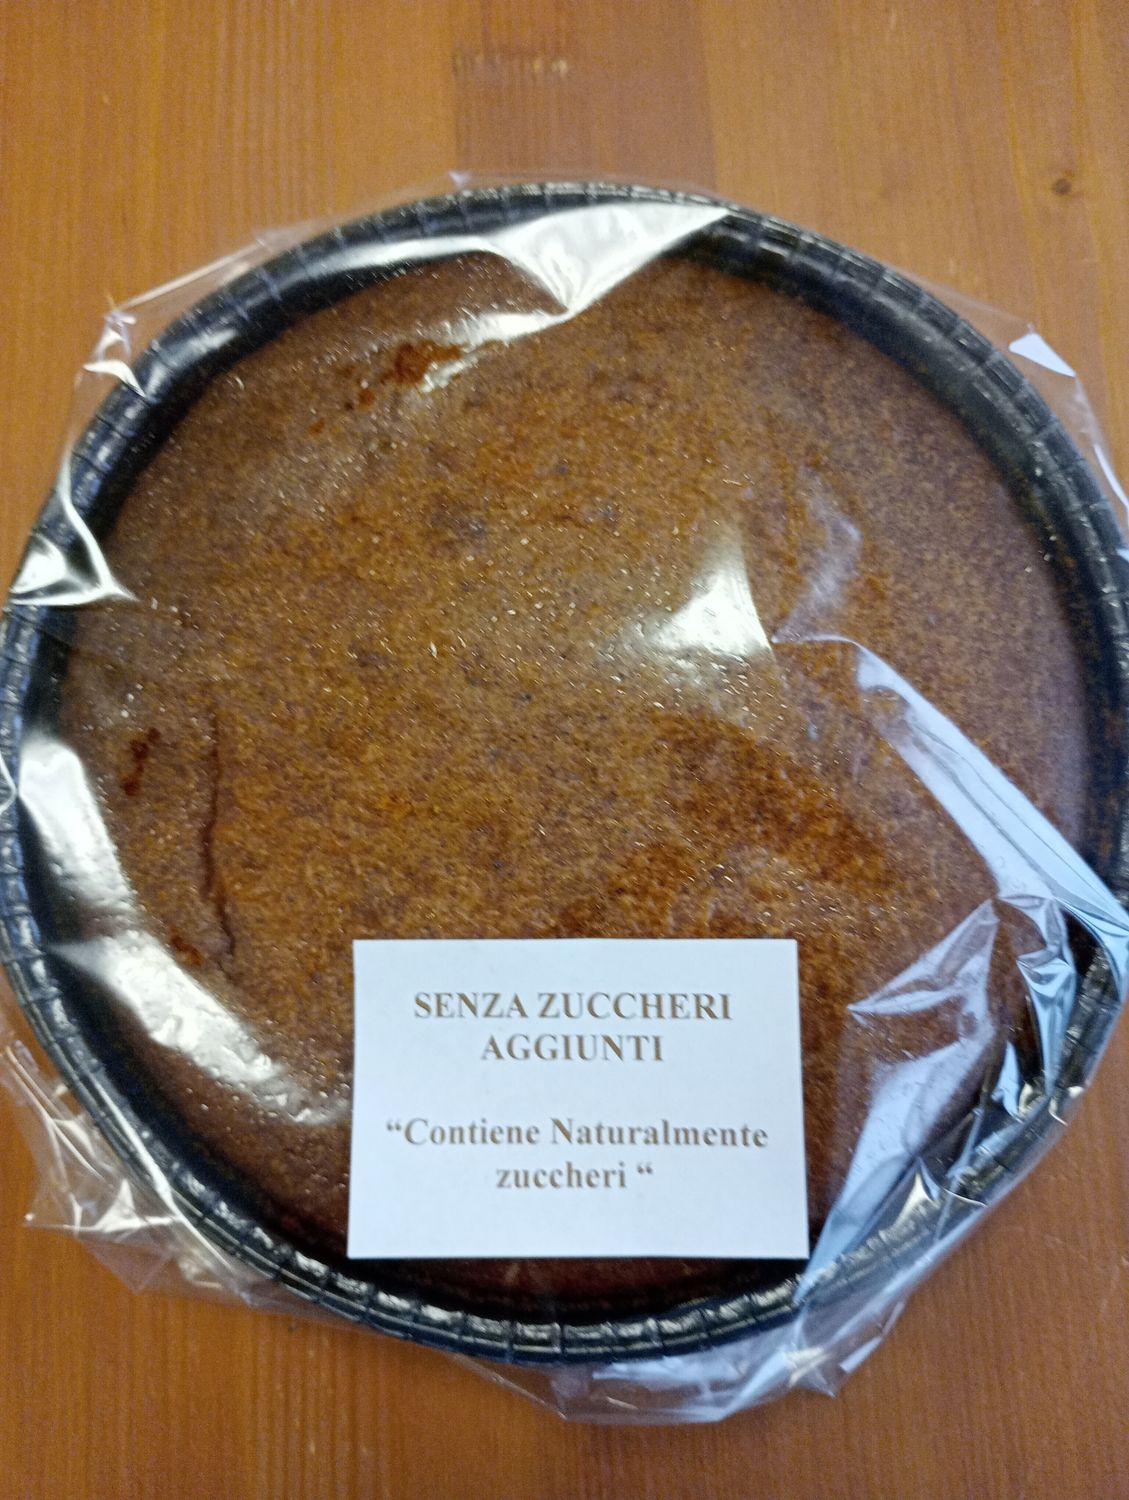 SENZA ZUCCHERI
AGGIUNTI
“Contiene Naturalmente
zuccheri “